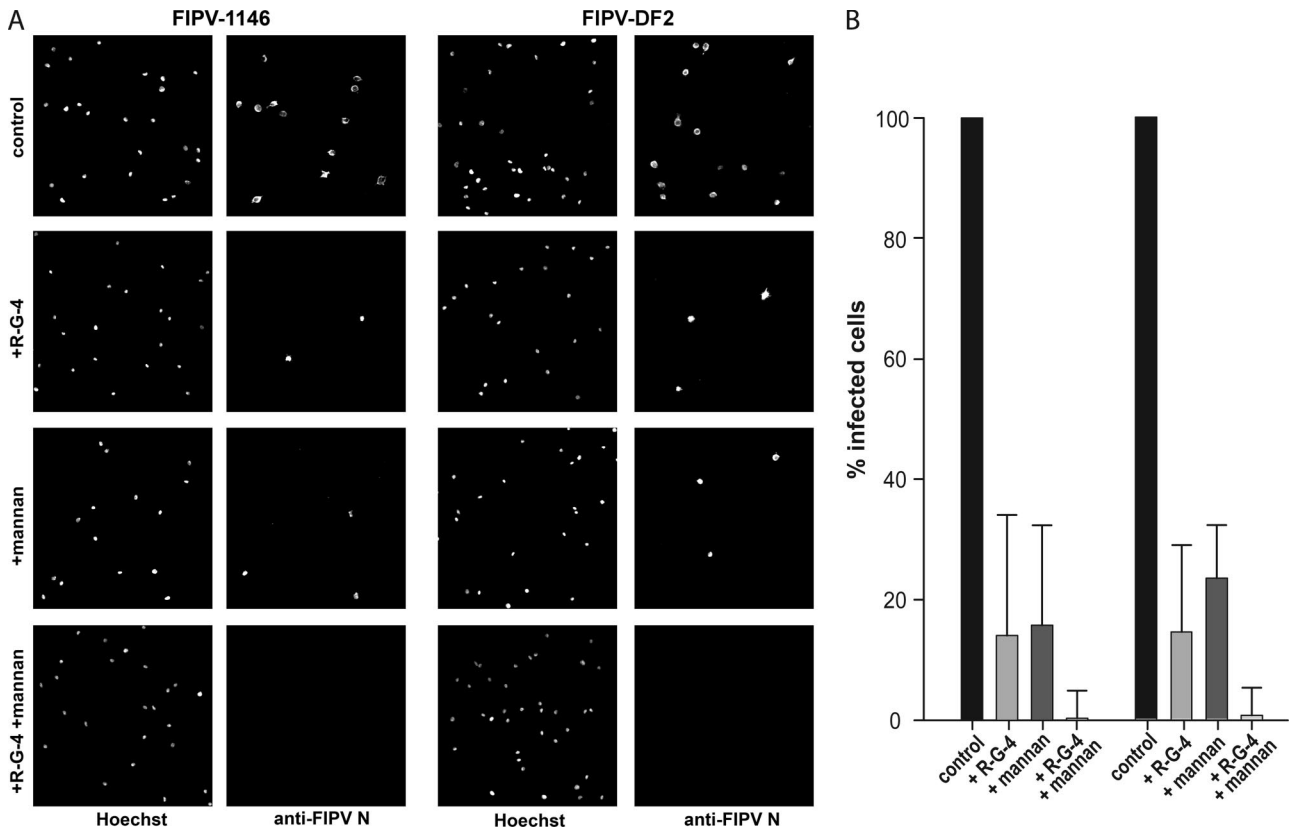 A
FIPV-1146
FIPV-DF2
B
control
+R-G-4
+mannan
+R-G-4 +mannan
Hoechst
anti-FIPV N
Hoechst
anti-FIPV N
% infected cells
100
80
60
40
20
0
control
+ R-G-4
+ mannan
+ R-G-4
+ mannan
control
+ R-G-4
+ mannan
+ R-G-4
+ mannan